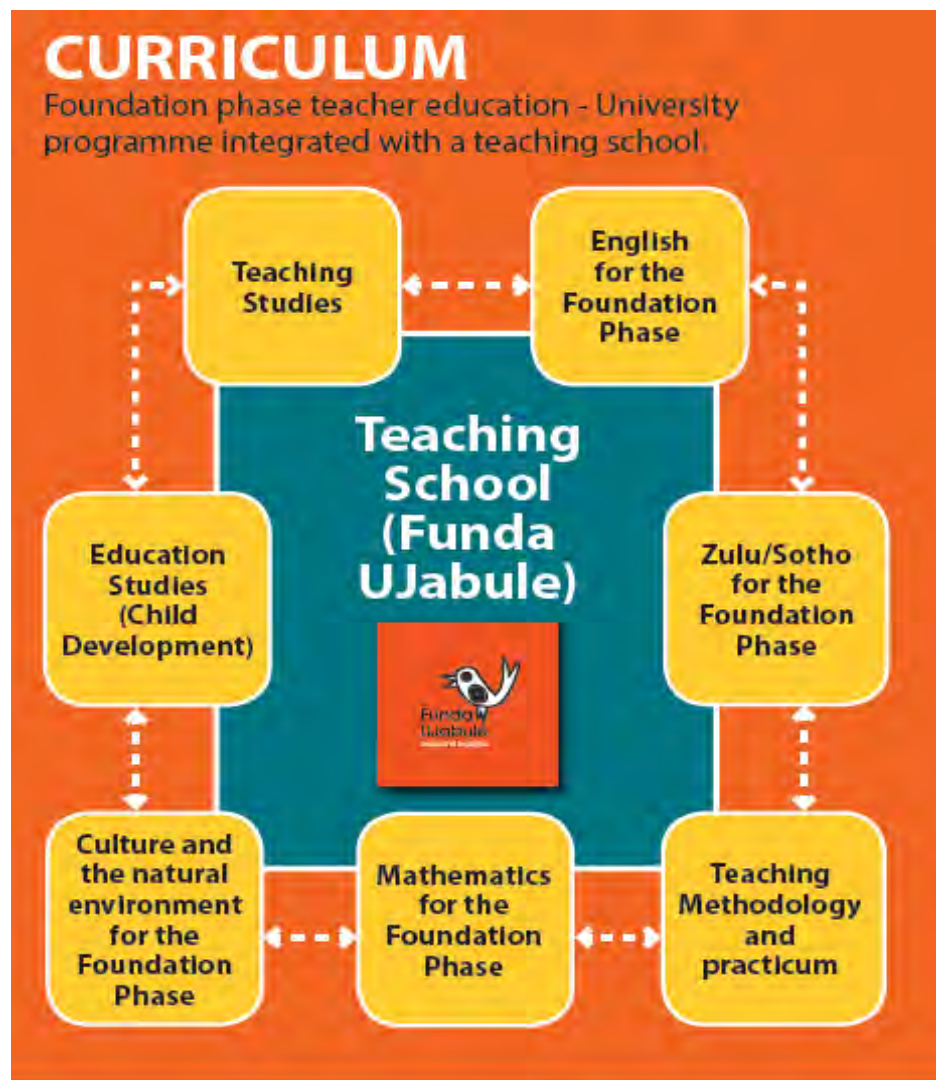 CURRICULUM
Foundation phase teacher education - University
programme integrated with a teaching school.
Teaching
Studies
English
for the
Foundation
Phase
Teaching
School
(Funda
UJabule)
Education
Studies
(Child
Development)
Zulu/Sotho
for the
Foundation
Phase
Funda
UJabule
Culture and
the natural
environment
for the
Foundation
Phase
Mathematics
for the
Foundation
Phase
Teaching
Methodology
and
practicum